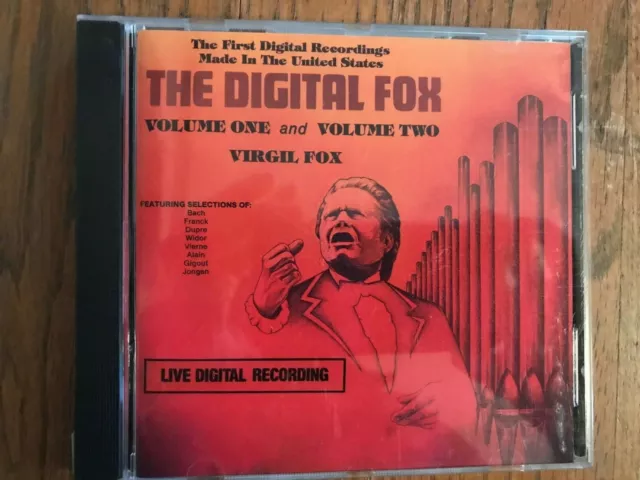 The First Digital Recordings
Made In The United States
THE DIGITAL FOX
VOLUME ONE and VOLUME TWO
VIRGIL FOX
FEATURING SELECTIONS OF:
Bach
Franck
Dupre
Widor
Vierne
Alain
Gigout
Jongen
LIVE DIGITAL RECORDING